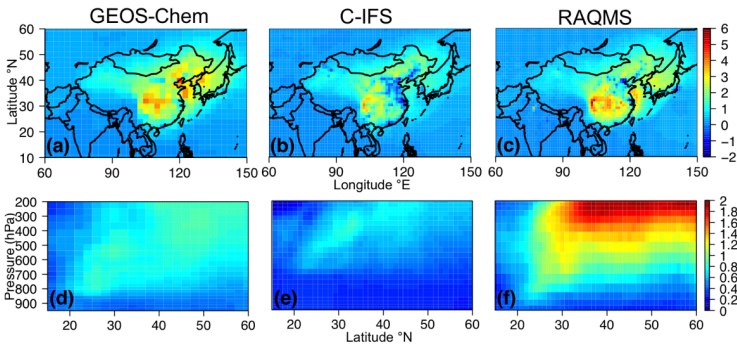 GEOS-Chem C-IFS RAQMS
60 50 40 30 20 10
Latitude °N
(a) (b) (c)
60 90 120 150 60 90 120 150 60 90 120 150
Longitude °E
6 5 4 3 2 1 0 −1 −2
200 300 400 500 600 700 800 900
Pressure (hPa)
(d) (e) (f)
20 30 40 50 60 20 30 40 50 60 20 30 40 50 60
Latitude °N
2 1.8 1.6 1.4 1.2 1 0.8 0.6 0.4 0.2 0